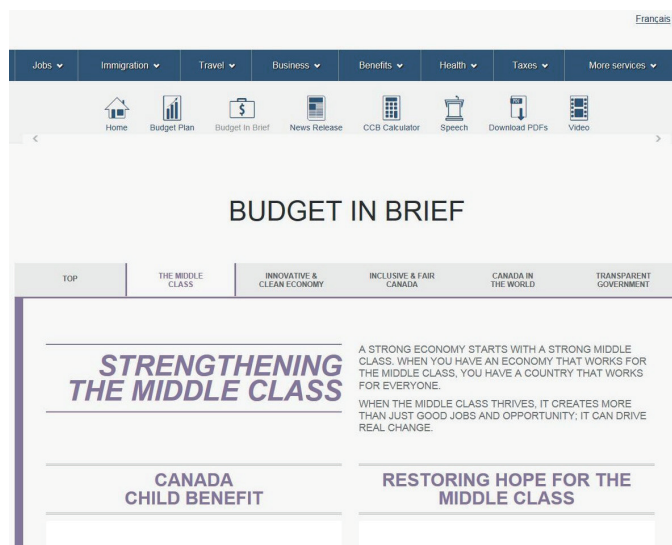 Français
Jobs Immigration Travel Business Benefits Health Taxes More services
Home Budget Plan Budget In Brief News Release CCB Calculator Speech Download PDFs Video
BUDGET IN BRIEF
TOP
THE MIDDLE
CLASS
INNOVATIVE &
CLEAN ECONOMY
INCLUSIVE & FAIR
CANADA
CANADA IN
THE WORLD
TRANSPARENT
GOVERNMENT
STRENGTHENING
THE MIDDLE CLASS
A STRONG ECONOMY STARTS WITH A STRONG MIDDLE
CLASS. WHEN YOU HAVE AN ECONOMY THAT WORKS FOR
THE MIDDLE CLASS, YOU HAVE A COUNTRY THAT WORKS
FOR EVERYONE.
WHEN THE MIDDLE CLASS THRIVES, IT CREATES MORE
THAN JUST GOOD JOBS AND OPPORTUNITY; IT CAN DRIVE
REAL CHANGE.
CANADA
CHILD BENEFIT
RESTORING HOPE FOR THE
MIDDLE CLASS